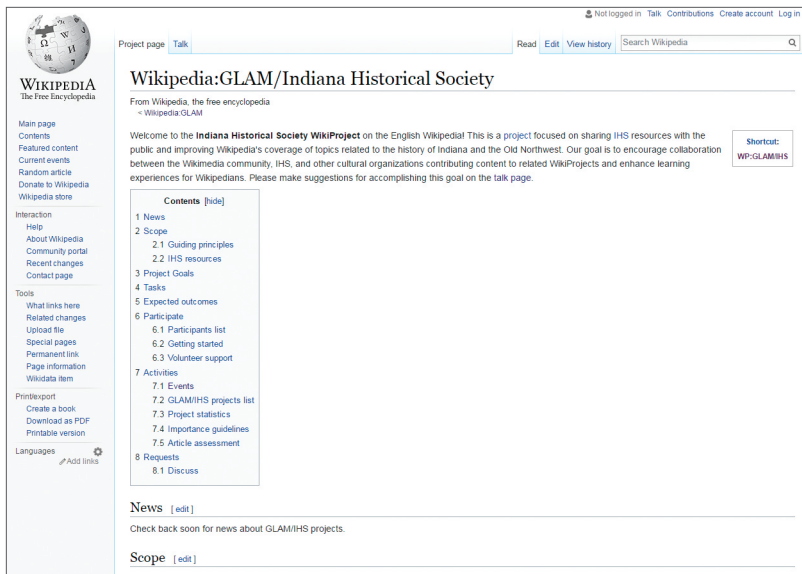 Not logged in Talk Contributions Create account Log in
Project page Talk
Read Edit View history Search Wikipedia
WIKIPEDIA
The Free Encyclopedia
Main page
Contents
Featured content
Current events
Random article
Donate to Wikipedia
Wikipedia store
Interaction
Help
About Wikipedia
Community portal
Recent changes
Contact page
Tools
What links here
Related changes
Upload file
Special pages
Permanent link
Page information
Wikidata item
Print/export
Create a book
Download as PDF
Printable version
Languages
Add links
Wikipedia:GLAM/Indiana Historical Society
From Wikipedia, the free encyclopedia
< Wikipedia:GLAM
Welcome to the Indiana Historical Society WikiProject on the English Wikipedia! This is a project focused on sharing IHS resources with the
public and improving Wikipedia's coverage of topics related to the history of Indiana and the Old Northwest. Our goal is to encourage collaboration
between the Wikimedia community, IHS, and other cultural organizations contributing content to related WikiProjects and enhance learning
experiences for Wikipedians. Please make suggestions for accomplishing this goal on the talk page.
Shortcut:
WP:GLAM/IHS
Contents [hide]
1 News
2 Scope
2.1 Guiding principles
2.2 IHS resources
3 Project Goals
4 Tasks
5 Expected outcomes
6 Participate
6.1 Participants list
6.2 Getting started
6.3 Volunteer support
7 Activities
7.1 Events
7.2 GLAM/IHS projects list
7.3 Project statistics
7.4 Importance guidelines
7.5 Article assessment
8 Requests
8.1 Discuss
News [ edit ]
Check back soon for news about GLAM/IHS projects.
Scope [ edit ]